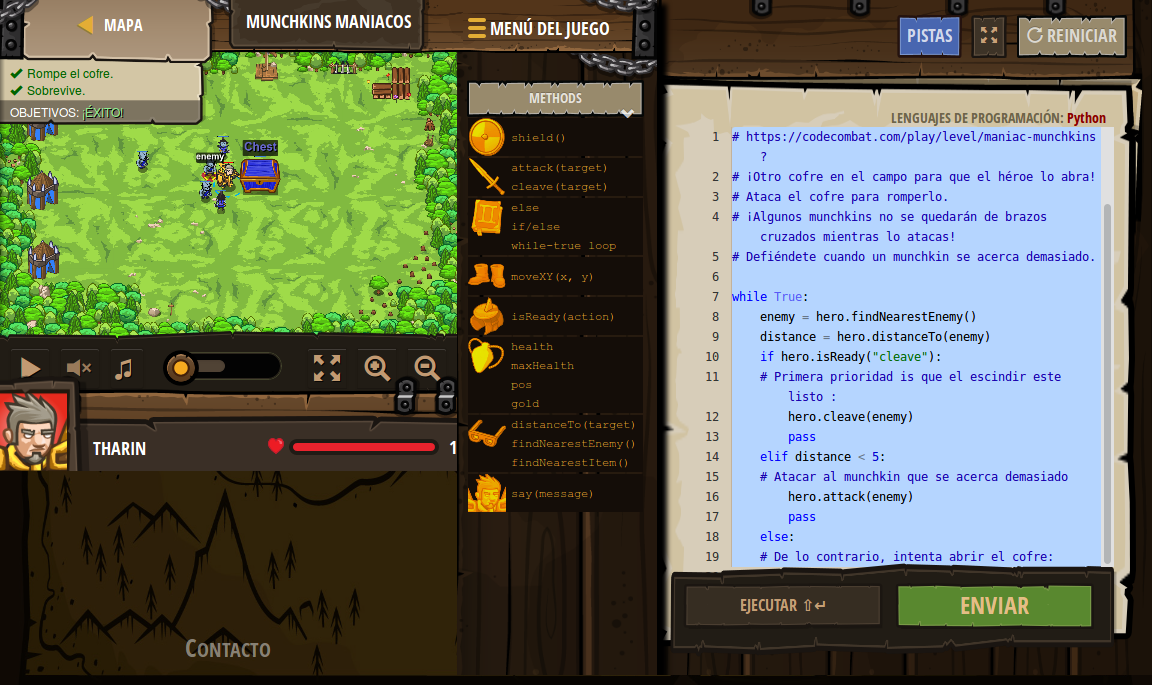 MAPA
MUNCHKINS MANIACOS
MENÚ DEL JUEGO
PISTAS
REINICIAR
Rompe el cofre.
Sobrevive.
OBJETIVOS: ¡ÉXITO!
enemy
Chest
METHODS
shield()
attack(target)
cleave(target)
else
if/else
while-true loop
moveXY(x, y)
isReady(action)
health
maxHealth
pos
gold
distanceTo(target)
findNearestEnemy()
findNearestItem()
say(message)
THARIN
1
CONTACTO
LENGUAJES DE PROGRAMACIÓN: Python
1 # https://codecombat.com/play/level/maniac-munchkins
?
2 # ¡Otro cofre en el campo para que el héroe lo abra!
3 # Ataca el cofre para romperlo.
4 # ¡Algunos munchkins no se quedarán de brazos
cruzados mientras lo atacas!
5 # Defiéndete cuando un munchkin se acerca demasiado.
6
7 while True:
8 enemy = hero.findNearestEnemy()
9 distance = hero.distanceTo(enemy)
10 if hero.isReady("cleave"):
11 # Primera prioridad is que el escindir este
listo :
12 hero.cleave(enemy)
13 pass
14 elif distance < 5:
15 # Atacar al munchkin que se acerca demasiado
16 hero.attack(enemy)
17 pass
18 else:
19 # De lo contrario, intenta abrir el cofre:
EJECUTAR ⇧↵
ENVIAR